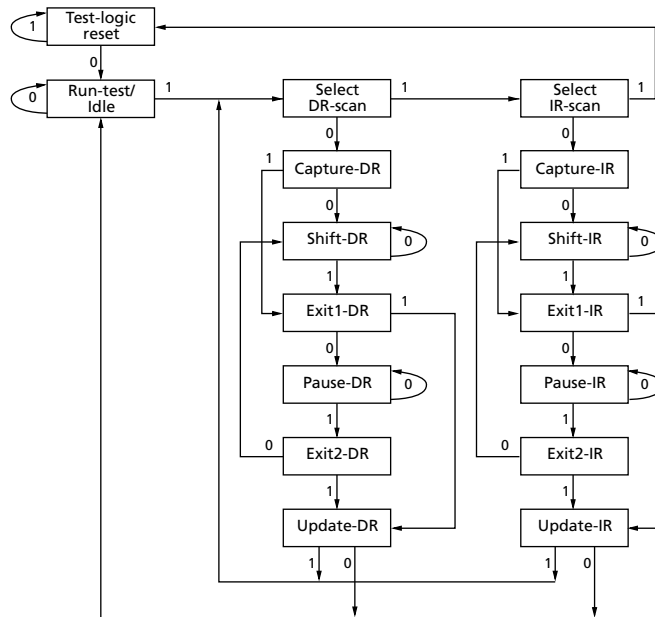 Test-logic
reset
1
0
Run-test/
Idle
0
1
Select
DR-scan
1
Select
IR-scan
1
0
0
1
Capture-DR
1
Capture-IR
0
0
Shift-DR
0
Shift-IR
0
1
1
Exit1-DR
1
Exit1-IR
1
0
0
Pause-DR
0
Pause-IR
0
1
1
0
Exit2-DR
0
Exit2-IR
1
1
Update-DR
Update-IR
1
0
1
0